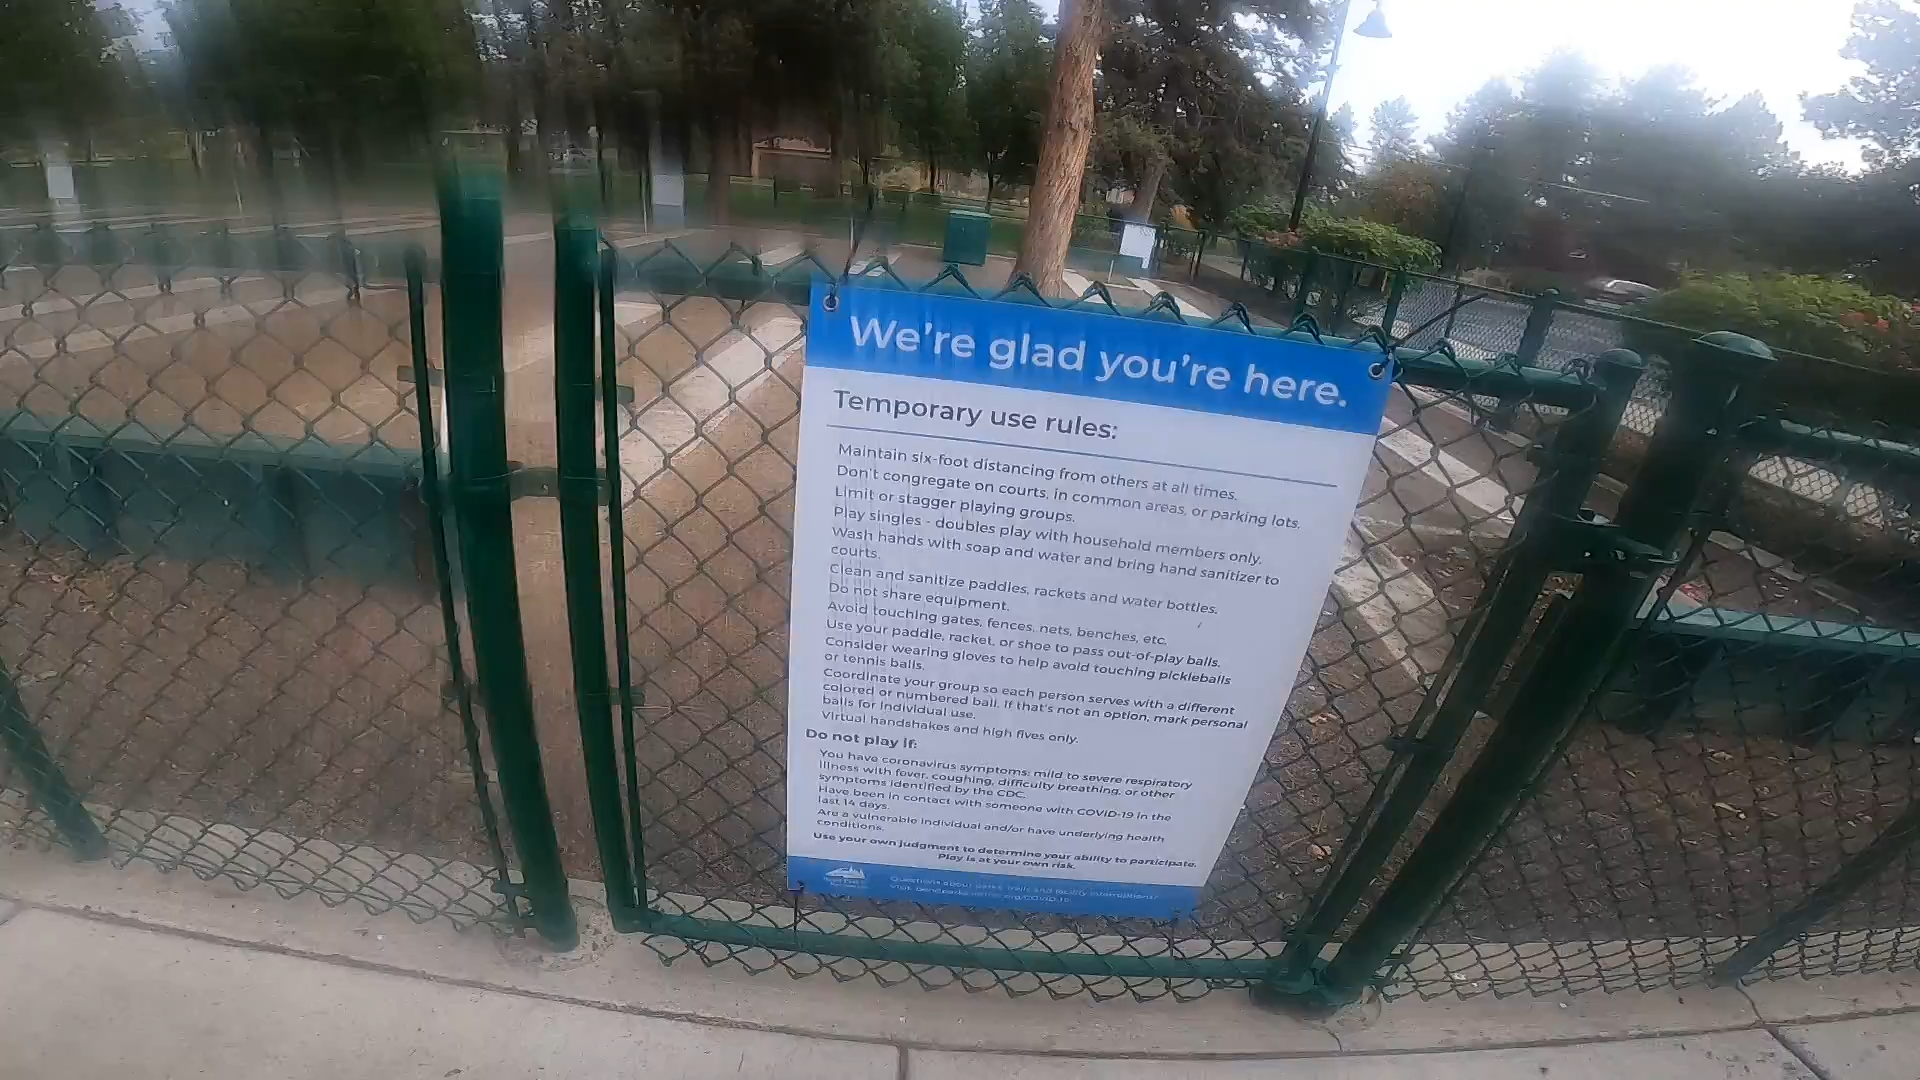 We're glad you're here.
Temporary use rules:
Maintain six-foot distancing from others at all times.
Don't congregate on courts, in common areas, or parking lots.
Limit or stagger playing groups.
Play singles - doubles play with household members only.
Wash hands with soap and water and bring hand sanitizer to
courts.
Clean and sanitize paddles, rackets and water bottles.
Do not share equipment.
Avoid touching gates, fences, nets, benches, etc.
Use your paddle, racket, or shoe to pass out-of-play balls.
Consider wearing gloves to help avoid touching pickleballs
or tennis balls.
Coordinate your group so each person serves with a different
colored or numbered ball. If that's not an option, mark personal
balls for individual use.
Virtual handshakes and high fives only.
Do not play if:
You have coronavirus symptoms: mild to severe respiratory
illness with fever, coughing, difficulty breathing, or other
symptoms identified by the CDC.
Have been in contact with someone with COVID-19 in the
last 14 days.
Are a vulnerable individual and/or have underlying health
conditions.
Use your own judgment to determine your ability to participate.
Play is at your own risk.
Questions about parks, trails and facility interruptions?